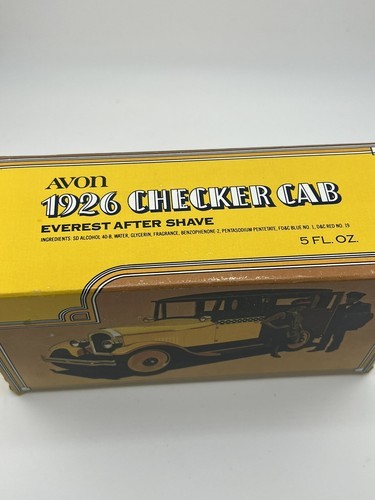 AVON
1926 CHECKER CAB
EVEREST AFTER SHAVE
INGREDIENTS: SD ALCOHOL 40-B, WATER, GLYCERIN, FRAGRANCE, BENZOPHENONE-2, PENTASODIUM PENTETATE, FD&C BLUE NO. 1, D&C RED NO. 19
5 FL. OZ.